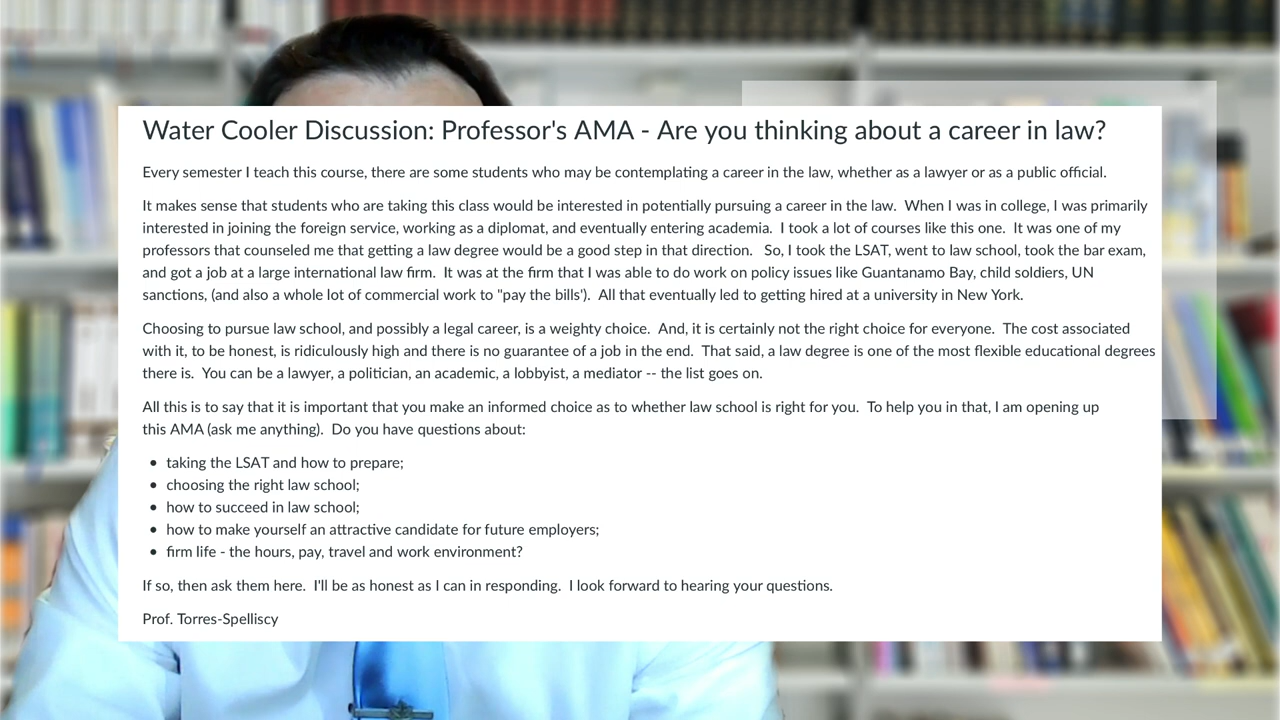 Water Cooler Discussion: Professor's AMA - Are you thinking about a career in law?
Every semester I teach this course, there are some students who may be contemplating a career in the law, whether as a lawyer or as a public official.
It makes sense that students who are taking this class would be interested in potentially pursuing a career in the law.  When I was in college, I was primarily
interested in joining the foreign service, working as a diplomat, and eventually entering academia.  I took a lot of courses like this one.  It was one of my
professors that counseled me that getting a law degree would be a good step in that direction.   So, I took the LSAT, went to law school, took the bar exam,
and got a job at a large international law firm.  It was at the firm that I was able to do work on policy issues like Guantanamo Bay, child soldiers, UN
sanctions, (and also a whole lot of commercial work to "pay the bills').  All that eventually led to getting hired at a university in New York.
Choosing to pursue law school, and possibly a legal career, is a weighty choice.  And, it is certainly not the right choice for everyone.  The cost associated
with it, to be honest, is ridiculously high and there is no guarantee of a job in the end.  That said, a law degree is one of the most flexible educational degrees
there is.  You can be a lawyer, a politician, an academic, a lobbyist, a mediator -- the list goes on.
All this is to say that it is important that you make an informed choice as to whether law school is right for you.  To help you in that, I am opening up
this AMA (ask me anything).  Do you have questions about:
• taking the LSAT and how to prepare;
• choosing the right law school;
• how to succeed in law school;
• how to make yourself an attractive candidate for future employers;
• firm life - the hours, pay, travel and work environment?
If so, then ask them here.  I'll be as honest as I can in responding.  I look forward to hearing your questions.
Prof. Torres-Spelliscy